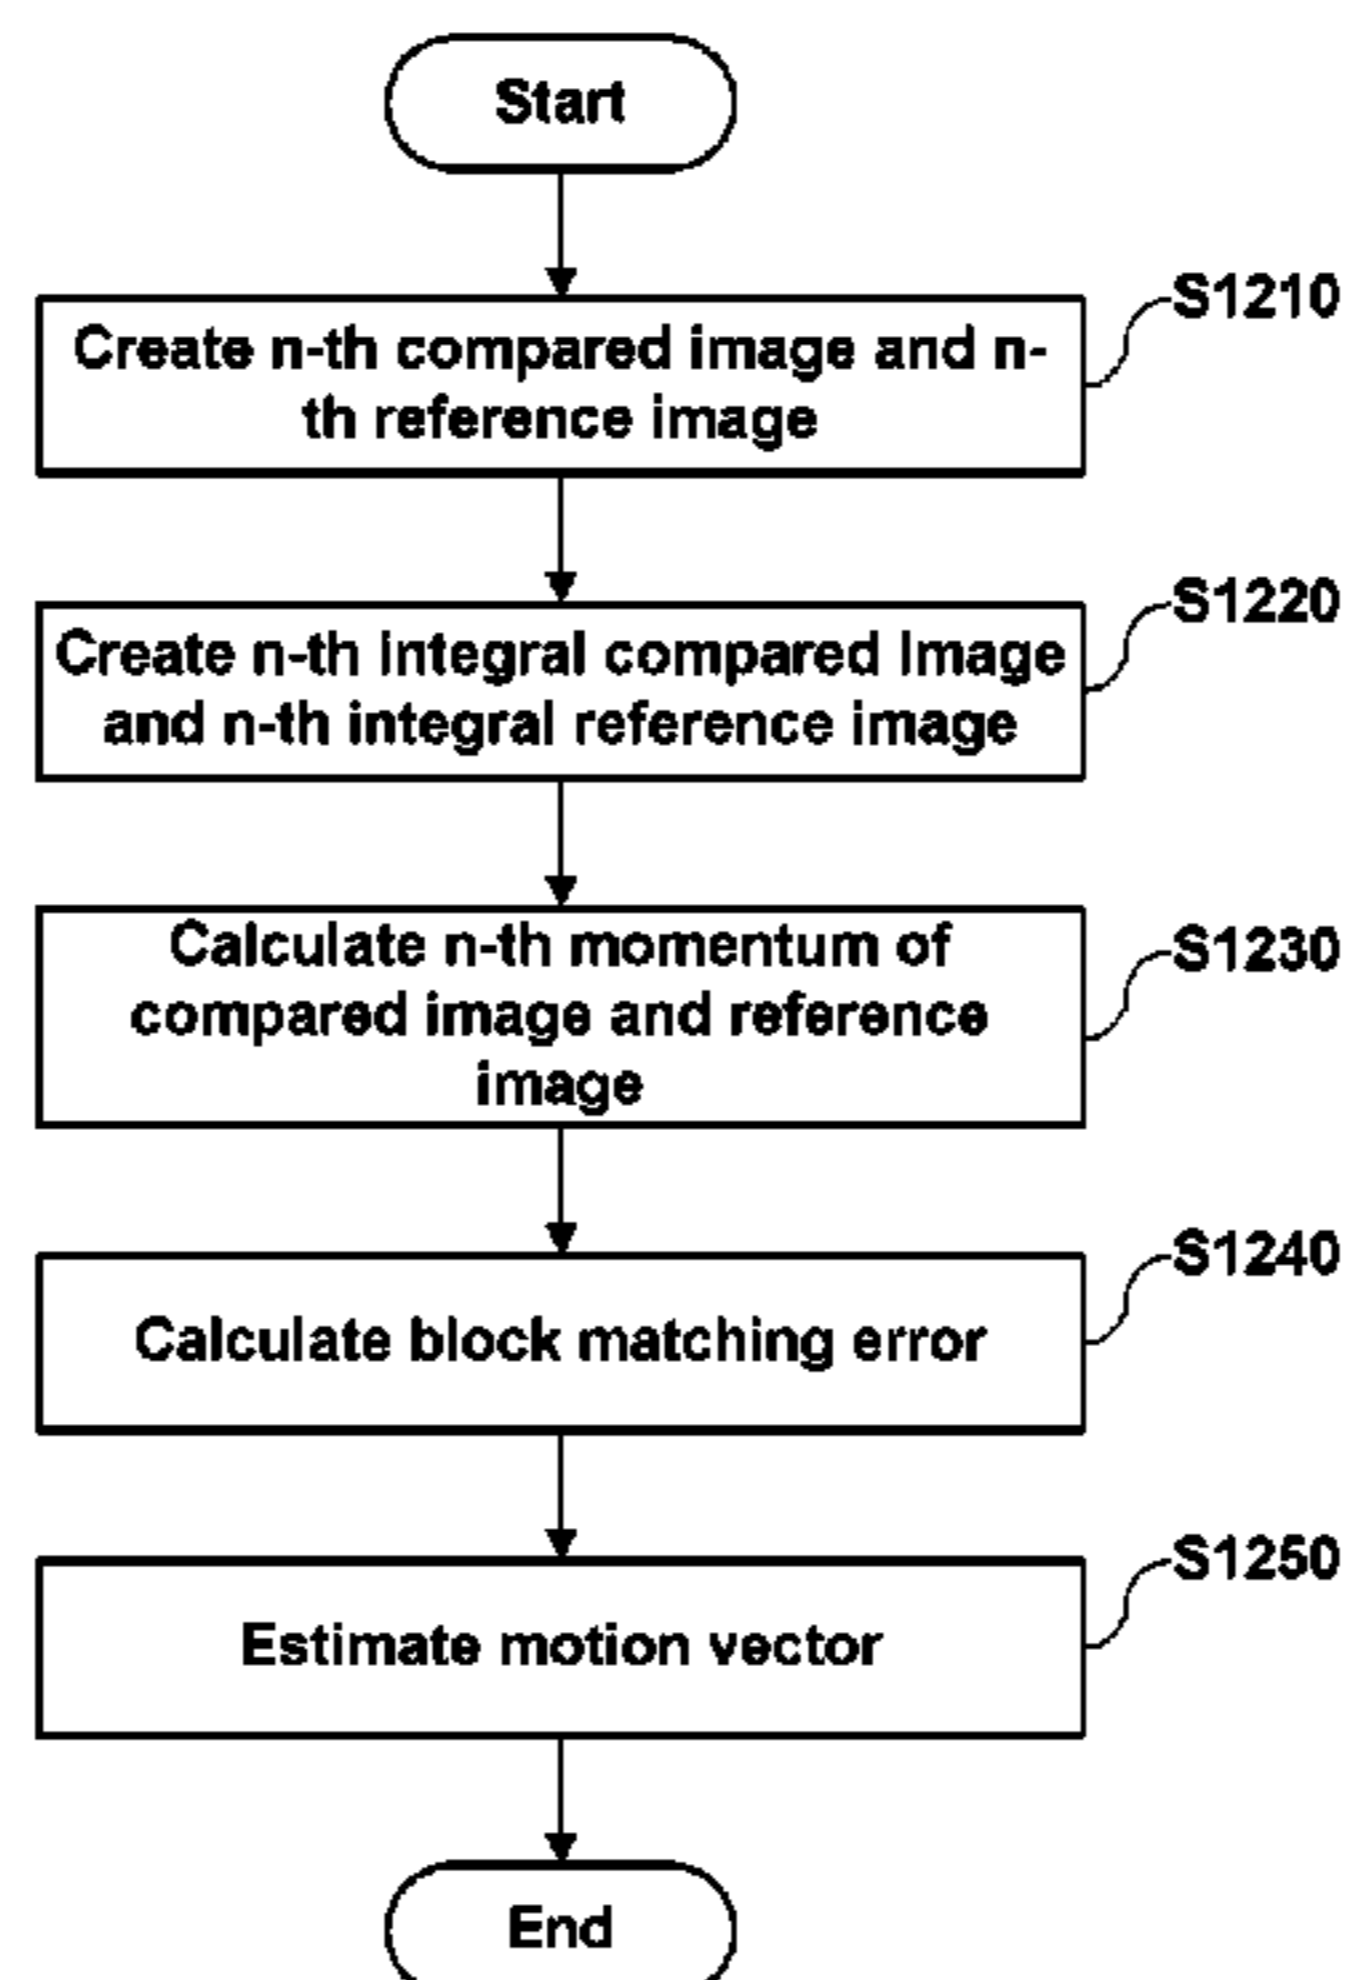 Start
S1210
Create n-th compared image and n-
th reference image
S1220
Create n-th integral compared image
and n-th integral reference image
S1230
Calculate n-th momentum of
compared image and reference
image
S1240
Calculate block matching error
S1250
Estimate motion vector
End